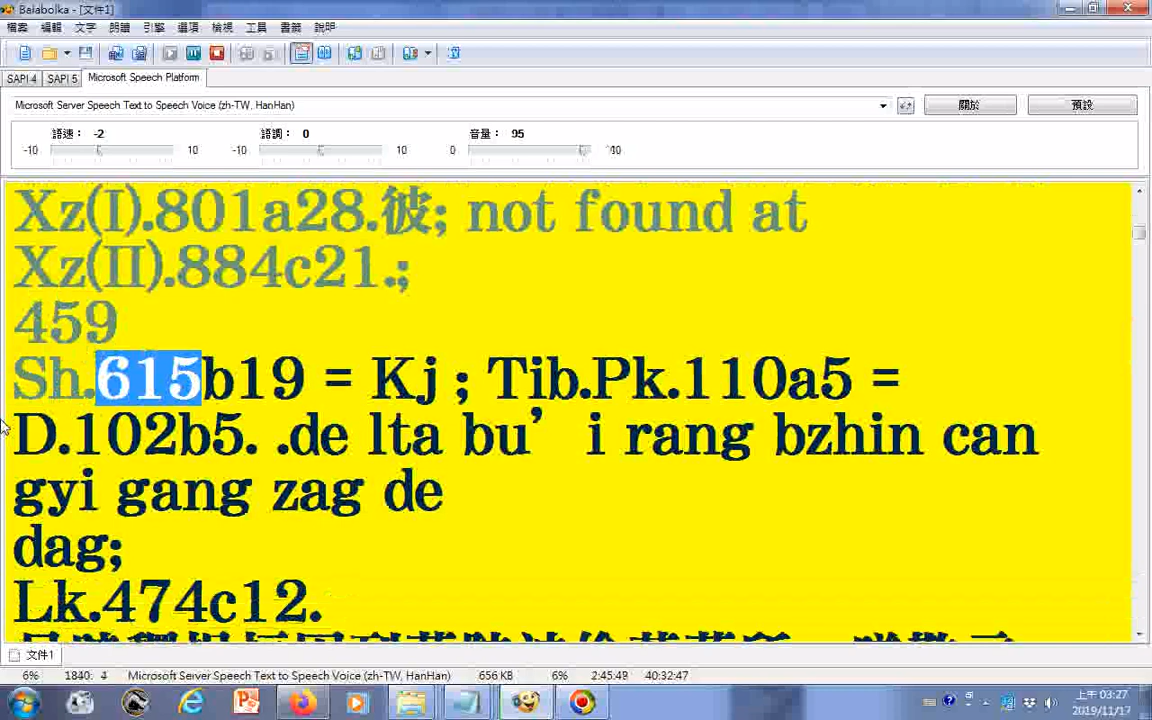 Balabolka - [文件1]
檔案 編輯 文字 朗讀 引擎 選項 檢視 工具 書籤 說明
SAPI 4 SAPI 5 Microsoft Speech Platform
Microsoft Server Speech Text to Speech Voice (zh-TW, HanHan) 關於 預設
語速： -2 語調： 0 音量： 95
-10 10 -10 10 0
Xz(I).801a28.彼; not found at
Xz(II).884c21.;
459
Sh.615b19 = Kj ; Tib.Pk.110a5 =
D.102b5. .de lta bu’ i rang bzhin can
gyi gang zag de
dag;
Lk.474c12.
文件1
6% 1840: 4 Microsoft Server Speech Text to Speech Voice (zh-TW, HanHan) 656 KB 6% 2:45:49 40:32:47
上午 03:27
2019/11/17